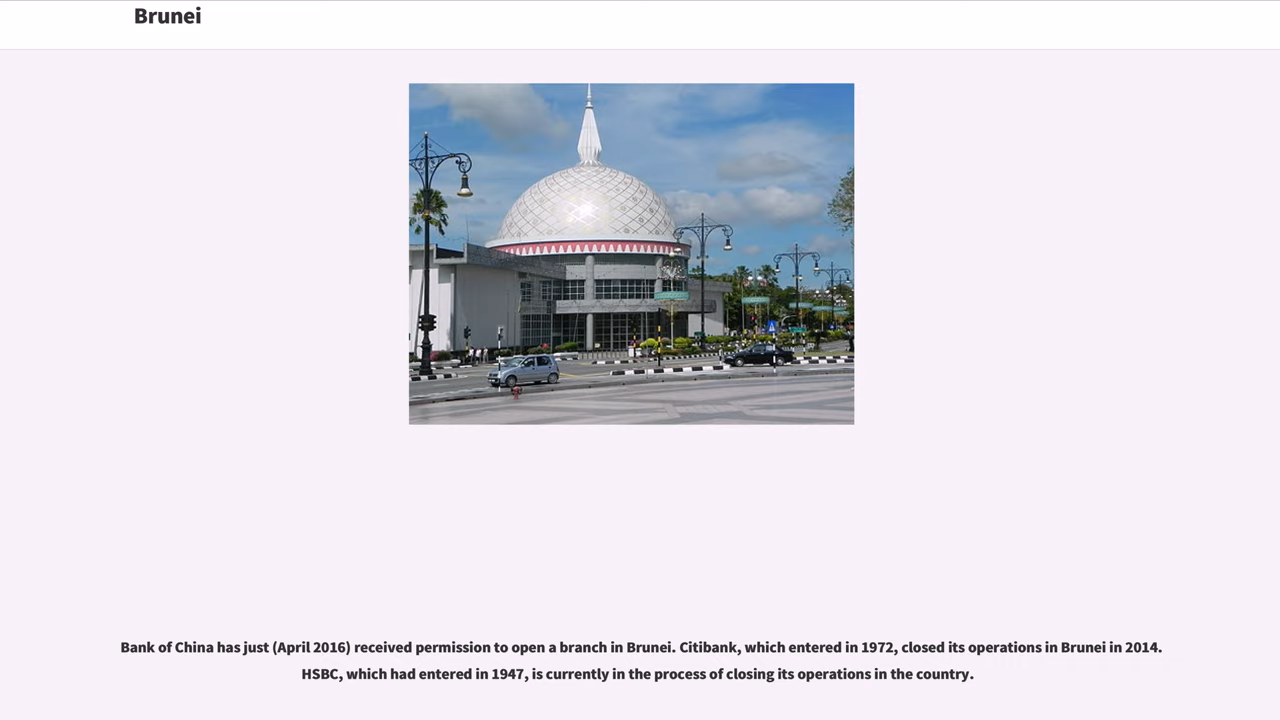 Brunei
Bank of China has just (April 2016) received permission to open a branch in Brunei. Citibank, which entered in 1972, closed its operations in Brunei in 2014.
HSBC, which had entered in 1947, is currently in the process of closing its operations in the country.